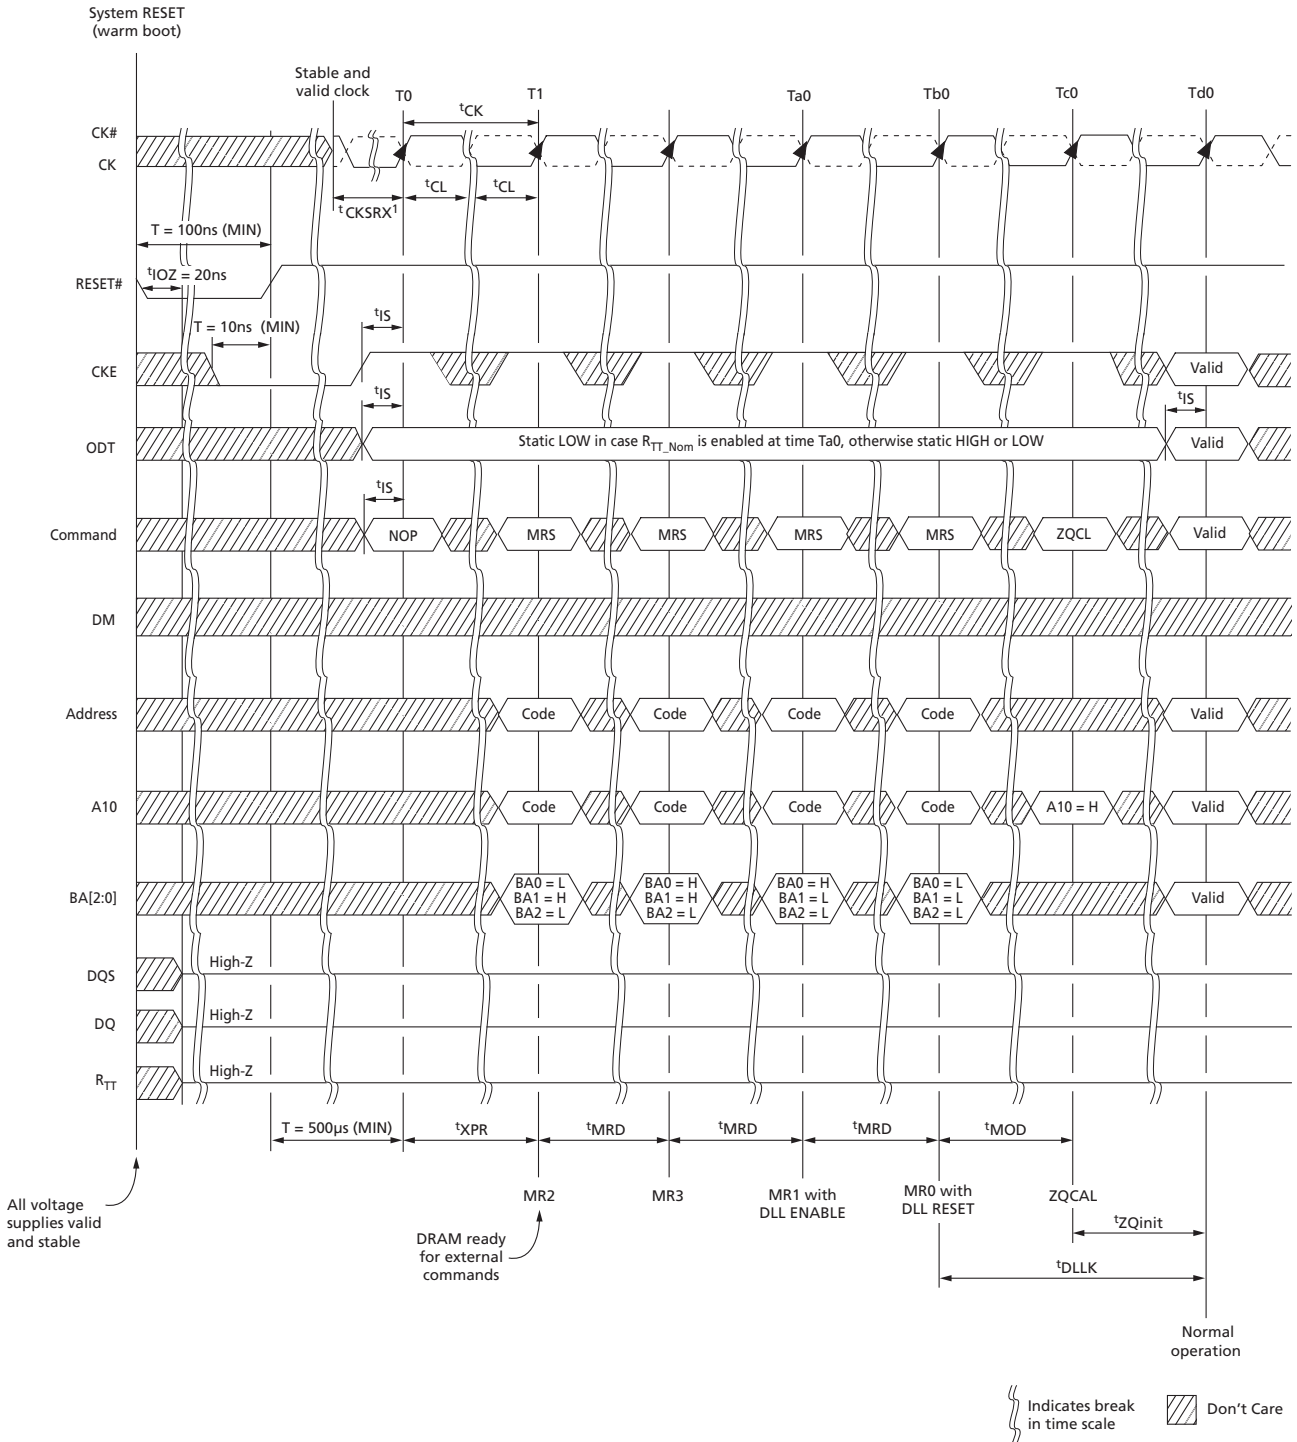 System RESET
(warm boot)
Stable and
valid clock
T0
T1
Ta0
Tb0
Tc0
Td0
tCK
CK#
CK
tCKSRX1
tCL
tCL
T = 100ns (MIN)
tIOZ = 20ns
RESET#
T = 10ns (MIN)
tIS
CKE
Valid
tIS
tIS
ODT
Static LOW in case RTT_Nom is enabled at time Ta0, otherwise static HIGH or LOW
Valid
tIS
Command
NOP
MRS
MRS
MRS
MRS
ZQCL
Valid
DM
Address
Code
Code
Code
Code
Valid
A10
Code
Code
Code
Code
A10 = H
Valid
BA[2:0]
BA0 = L
BA1 = H
BA2 = L
BA0 = H
BA1 = H
BA2 = L
BA0 = H
BA1 = L
BA2 = L
BA0 = L
BA1 = L
BA2 = L
Valid
DQS
High-Z
DQ
High-Z
RTT
High-Z
T = 500µs (MIN)
tXPR
tMRD
tMRD
tMRD
tMOD
All voltage
supplies valid
and stable
MR2
MR3
MR1 with
DLL ENABLE
MR0 with
DLL RESET
ZQCAL
DRAM ready
for external
commands
tZQinit
tDLLK
Normal
operation
Indicates break
in time scale
Don't Care